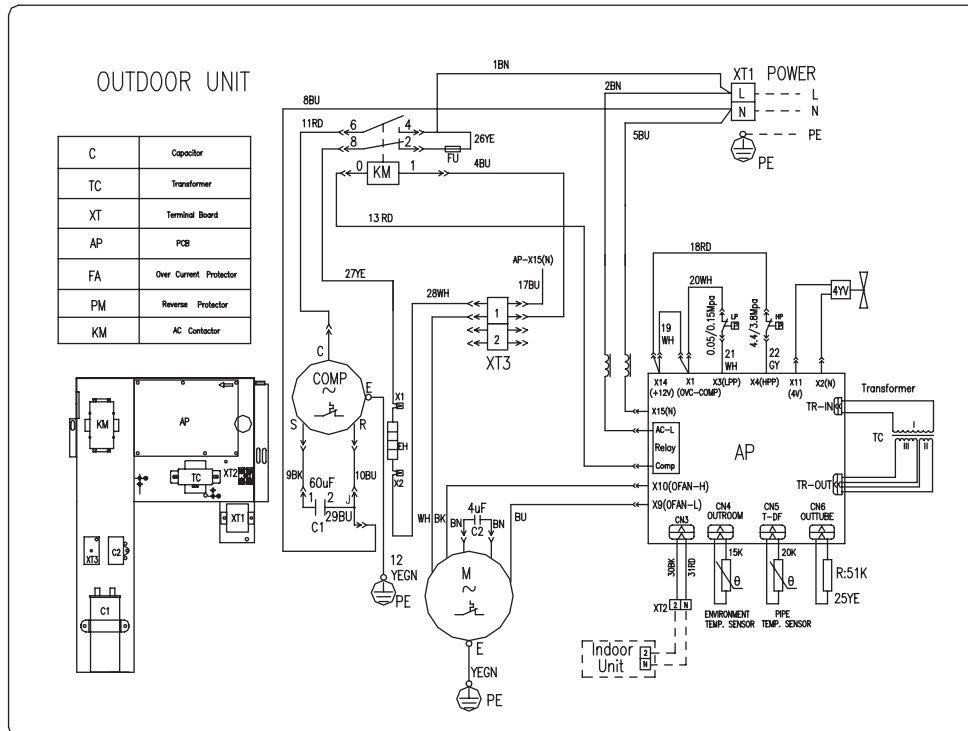 OUTDOOR UNIT
C Capacitor
TC Transformer
XT Terminal Board
AP PCB
FA Over Current Protector
PM Reverse Protector
KM AC Contactor
1BN
XT1 POWER
L L
N N
PE
PE
2BN
5BU
8BU
11RD
6 4
8 2
26YE
FU
0 KM 1
4BU
13 RD
27YE
AP-X15(N)
17BU
28WH
1
2
XT3
18RD
20WH
19
WH
0.05/0.15Mpa
LP
P
4.4/3.8Mpa
HP
P
21
WH
22
GY
4YV
X14
(+12V)
X1
(OVC-COMP)
X3(LPP)
X4(HPP)
X11
(4V)
X2(N)
Transformer
TR-IN
I
TC
III II
TR-OUT
X15(N)
AC-L
Relay
Comp
AP
X10(OFAN-H)
X9(OFAN-L)
CN3
CN4
OUTROOM
CN5
T-DF
CN6
OUTTUBE
C
COMP
~
E
S R
X1
EH
X2
9BK
10BU
60uF
1 2
C1
J
29BU
WH
BK
BN
4uF
C2
BN
BU
M
~
E
YEGN
PE
12
YEGN
PE
30BK
31RD
XT2
2 N
15K
θ
ENVIRONMENT
TEMP. SENSOR
20K
θ
PIPE
TEMP. SENSOR
R:51K
25YE
Indoor
Unit
2
N
KM
AP
TC
XT2
XT1
XT3
C2
C1